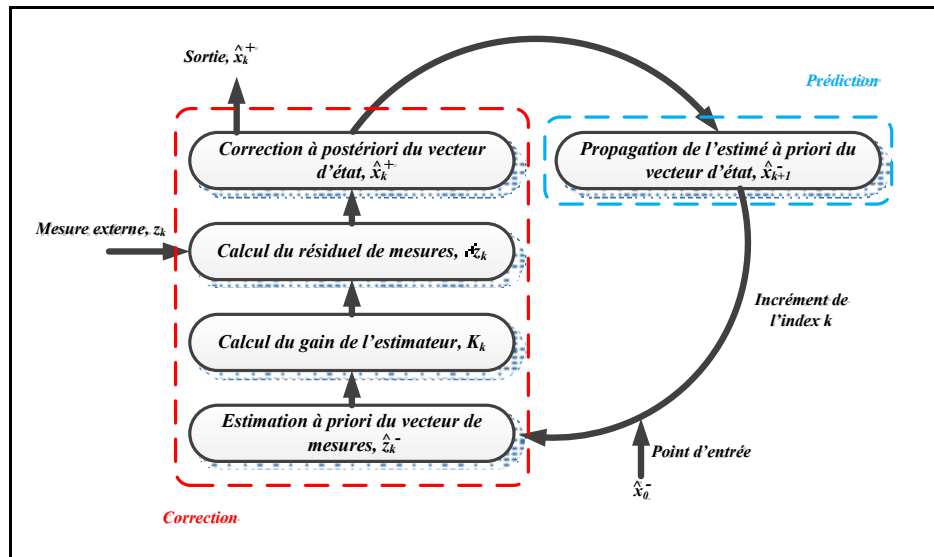 Sortie, x̂ₖ⁺
Prédiction
Correction à postériori du vecteur
d'état, x̂ₖ⁺
Propagation de l'estimé à priori du
vecteur d'état, x̂ₖ₊₁⁻
Mesure externe, zₖ
Calcul du résiduel de mesures, zₖ
Incrément de
l'index k
Calcul du gain de l'estimateur, Kₖ
Estimation à priori du vecteur de
mesures, ẑₖ⁻
Point d'entrée
x̂₀⁻
Correction